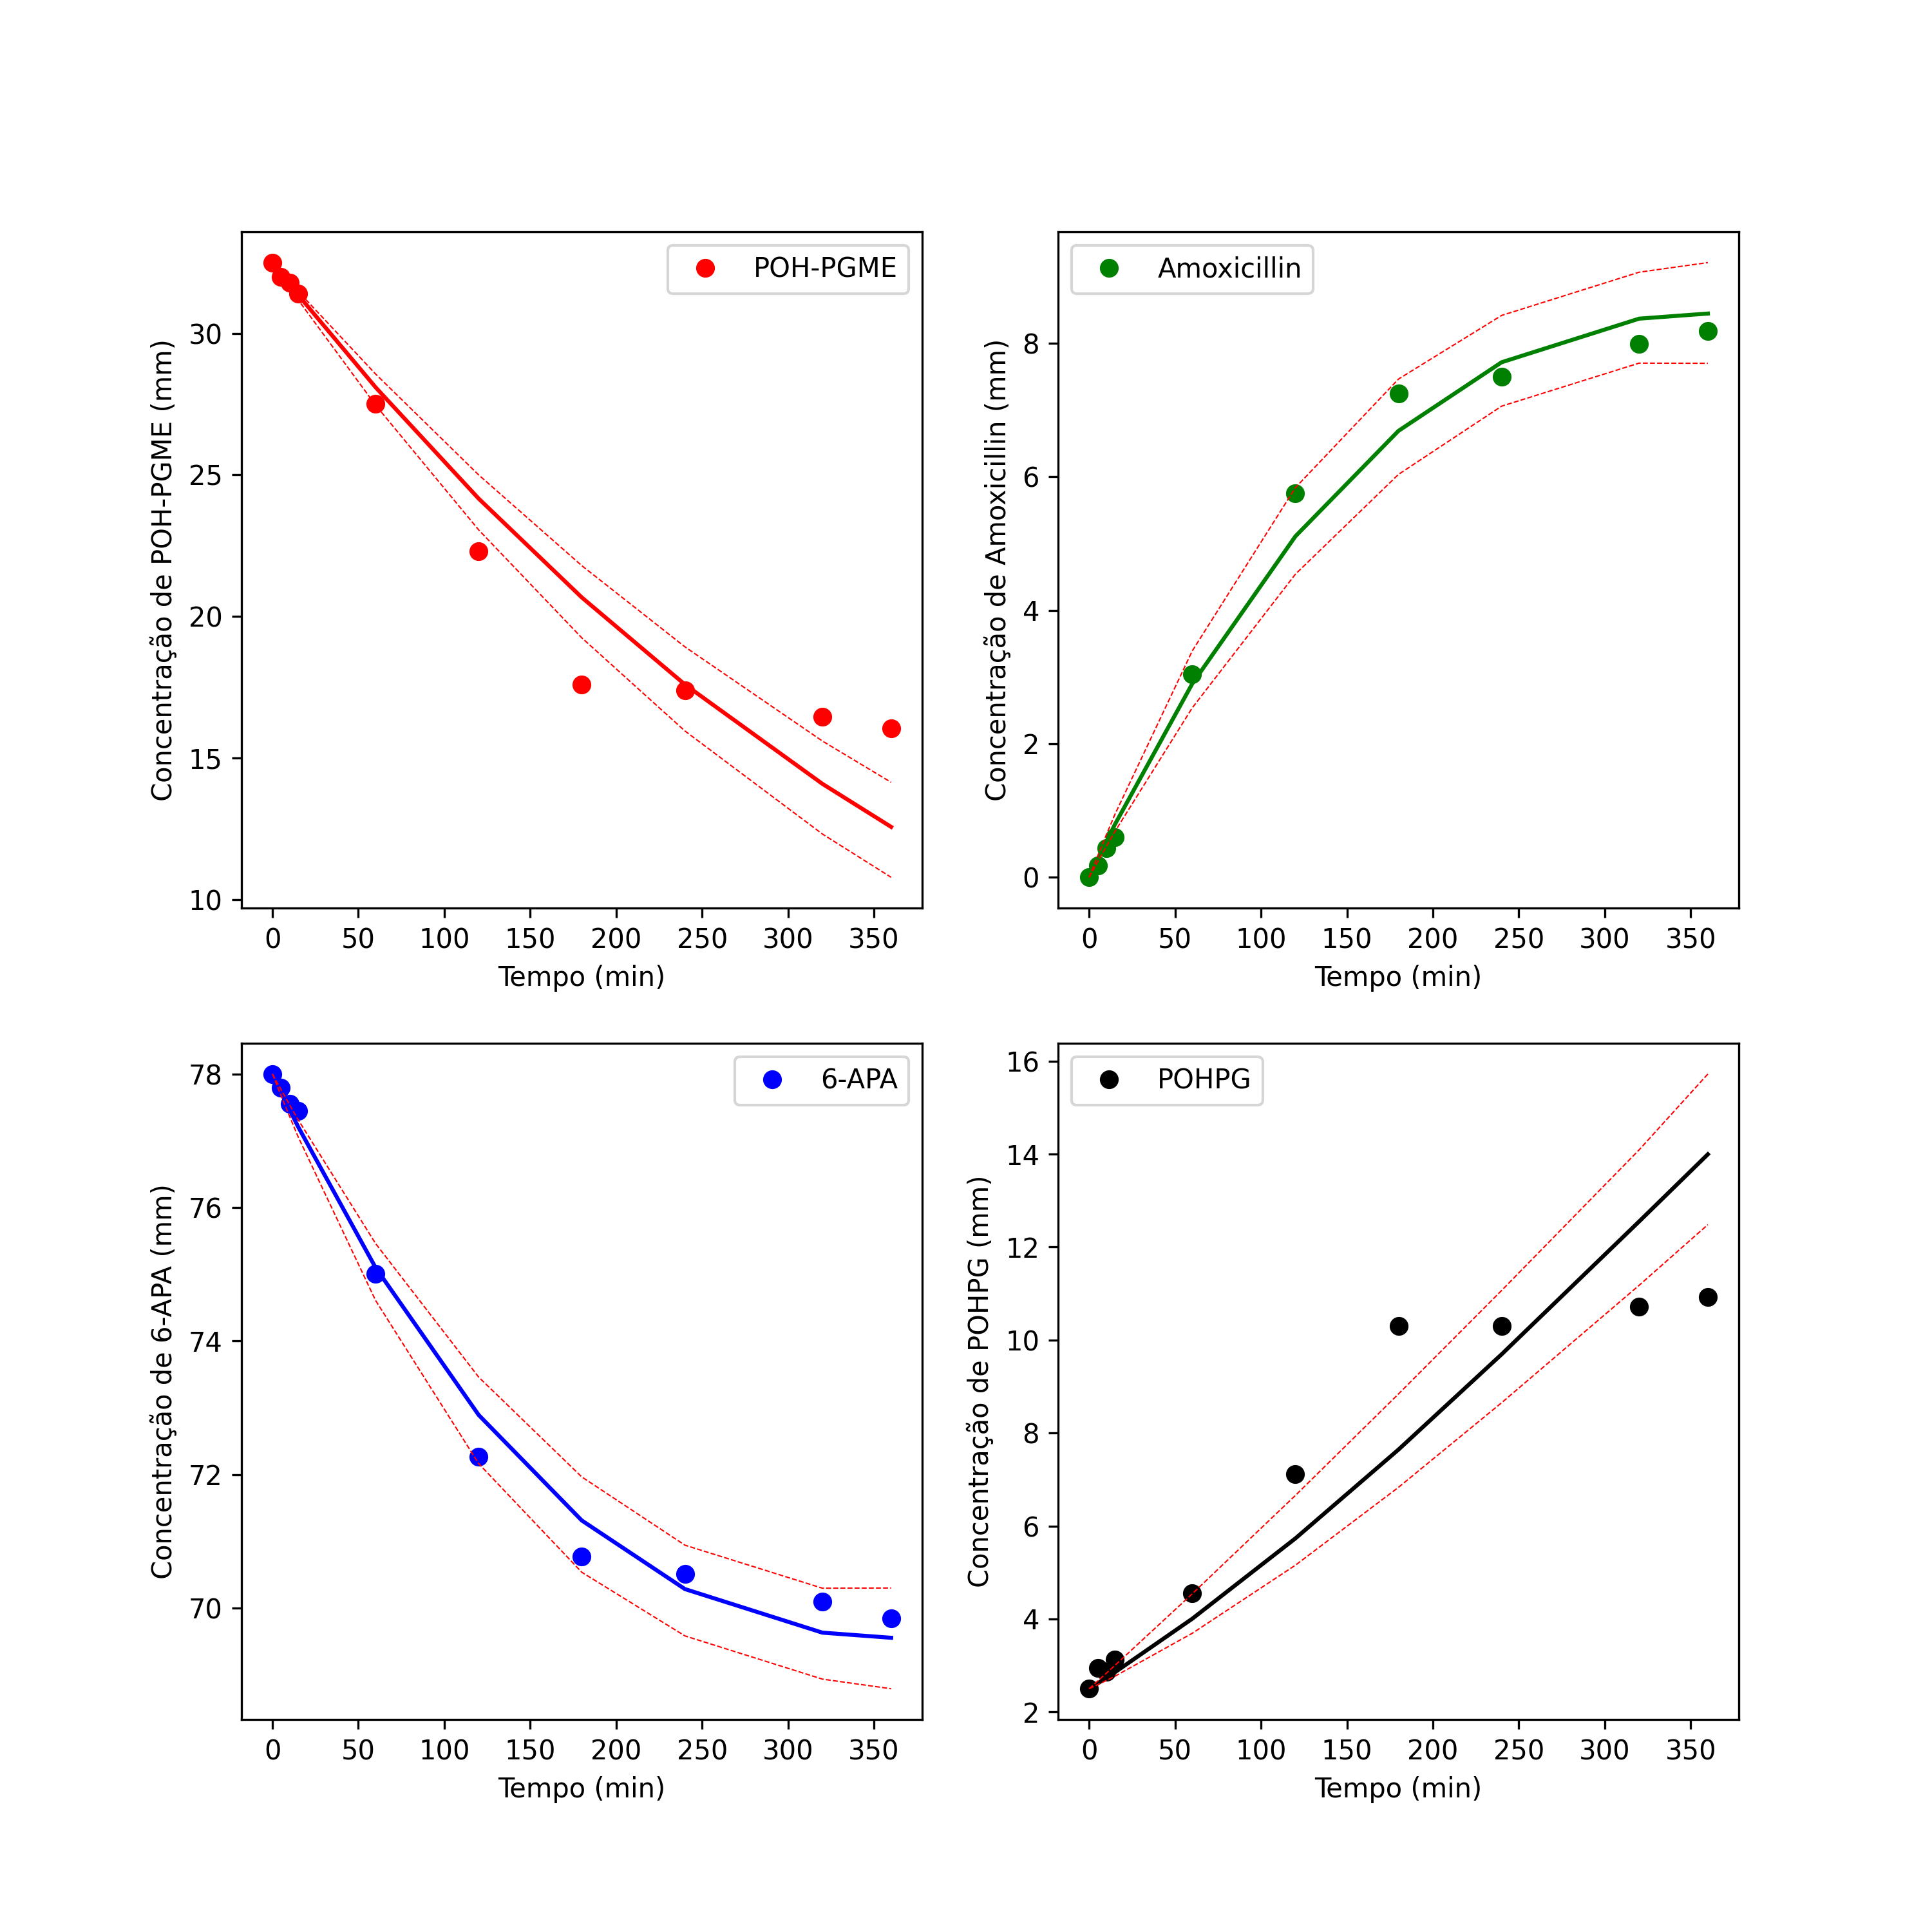 POH-PGME
30
25
20
15
10
Concentração de POH-PGME (mm)
0 50 100 150 200 250 300 350
Tempo (min)
Amoxicillin
8
6
4
2
0
Concentração de Amoxicillin (mm)
0 50 100 150 200 250 300 350
Tempo (min)
6-APA
78
76
74
72
70
Concentração de 6-APA (mm)
0 50 100 150 200 250 300 350
Tempo (min)
POHPG
16
14
12
10
8
6
4
2
Concentração de POHPG (mm)
0 50 100 150 200 250 300 350
Tempo (min)